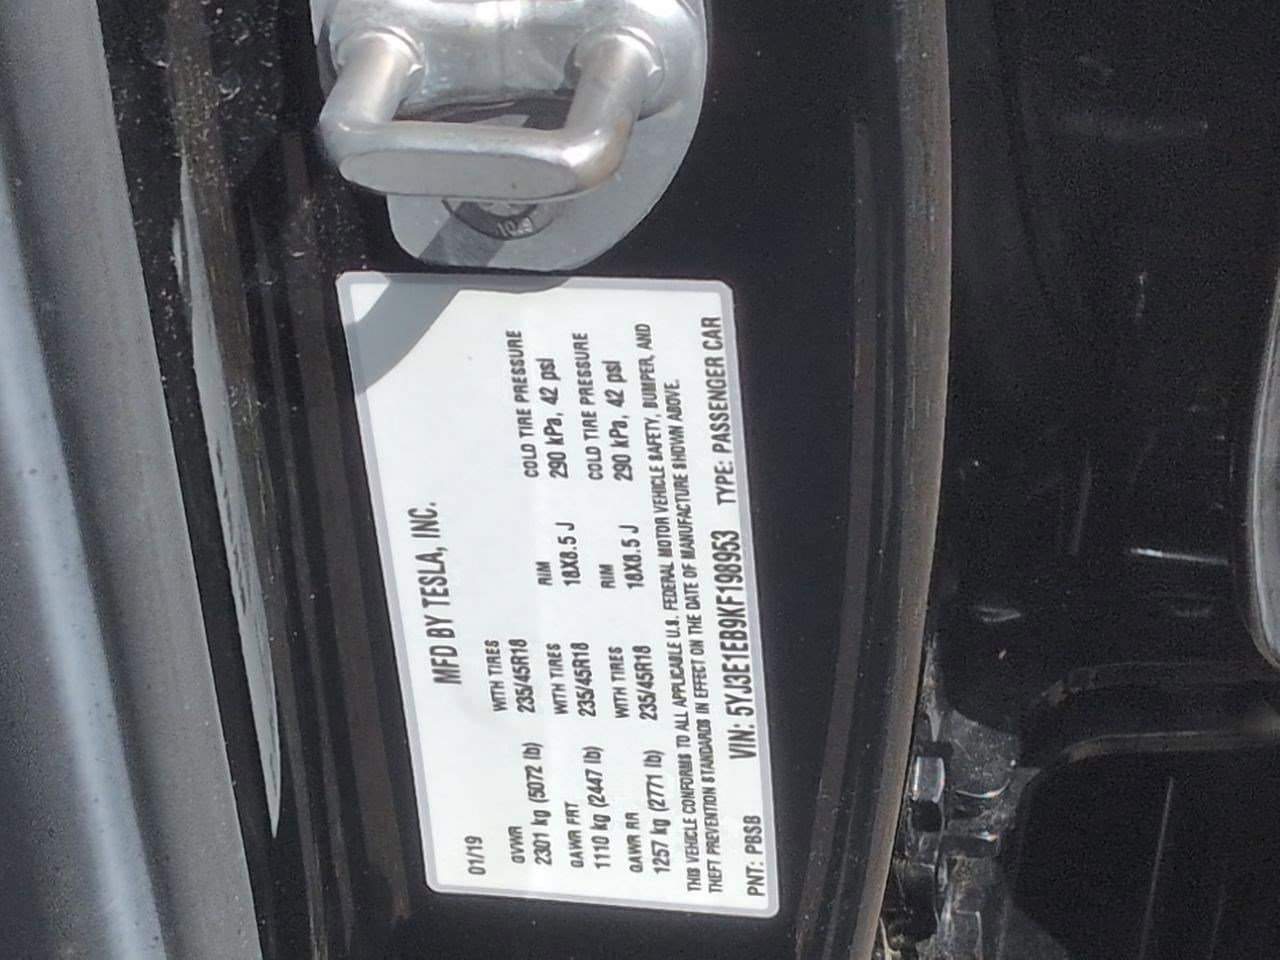 MFD BY TESLA, INC.
01/19
GVWR WITH TIRES RIM COLD TIRE PRESSURE
2301 kg (5072 lb) 235/45R18 18X8.5 J 290 kPa, 42 psi
GAWR FRT WITH TIRES RIM COLD TIRE PRESSURE
1110 kg (2447 lb) 235/45R18 18X8.5 J 290 kPa, 42 psi
GAWR RR WITH TIRES
1257 kg (2771 lb) 235/45R18
THIS VEHICLE CONFORMS TO ALL APPLICABLE U.S. FEDERAL MOTOR VEHICLE SAFETY, BUMPER, AND
THEFT PREVENTION STANDARDS IN EFFECT ON THE DATE OF MANUFACTURE SHOWN ABOVE.
PNT: PBSB VIN: 5YJ3E1EB9KF198953 TYPE: PASSENGER CAR
10